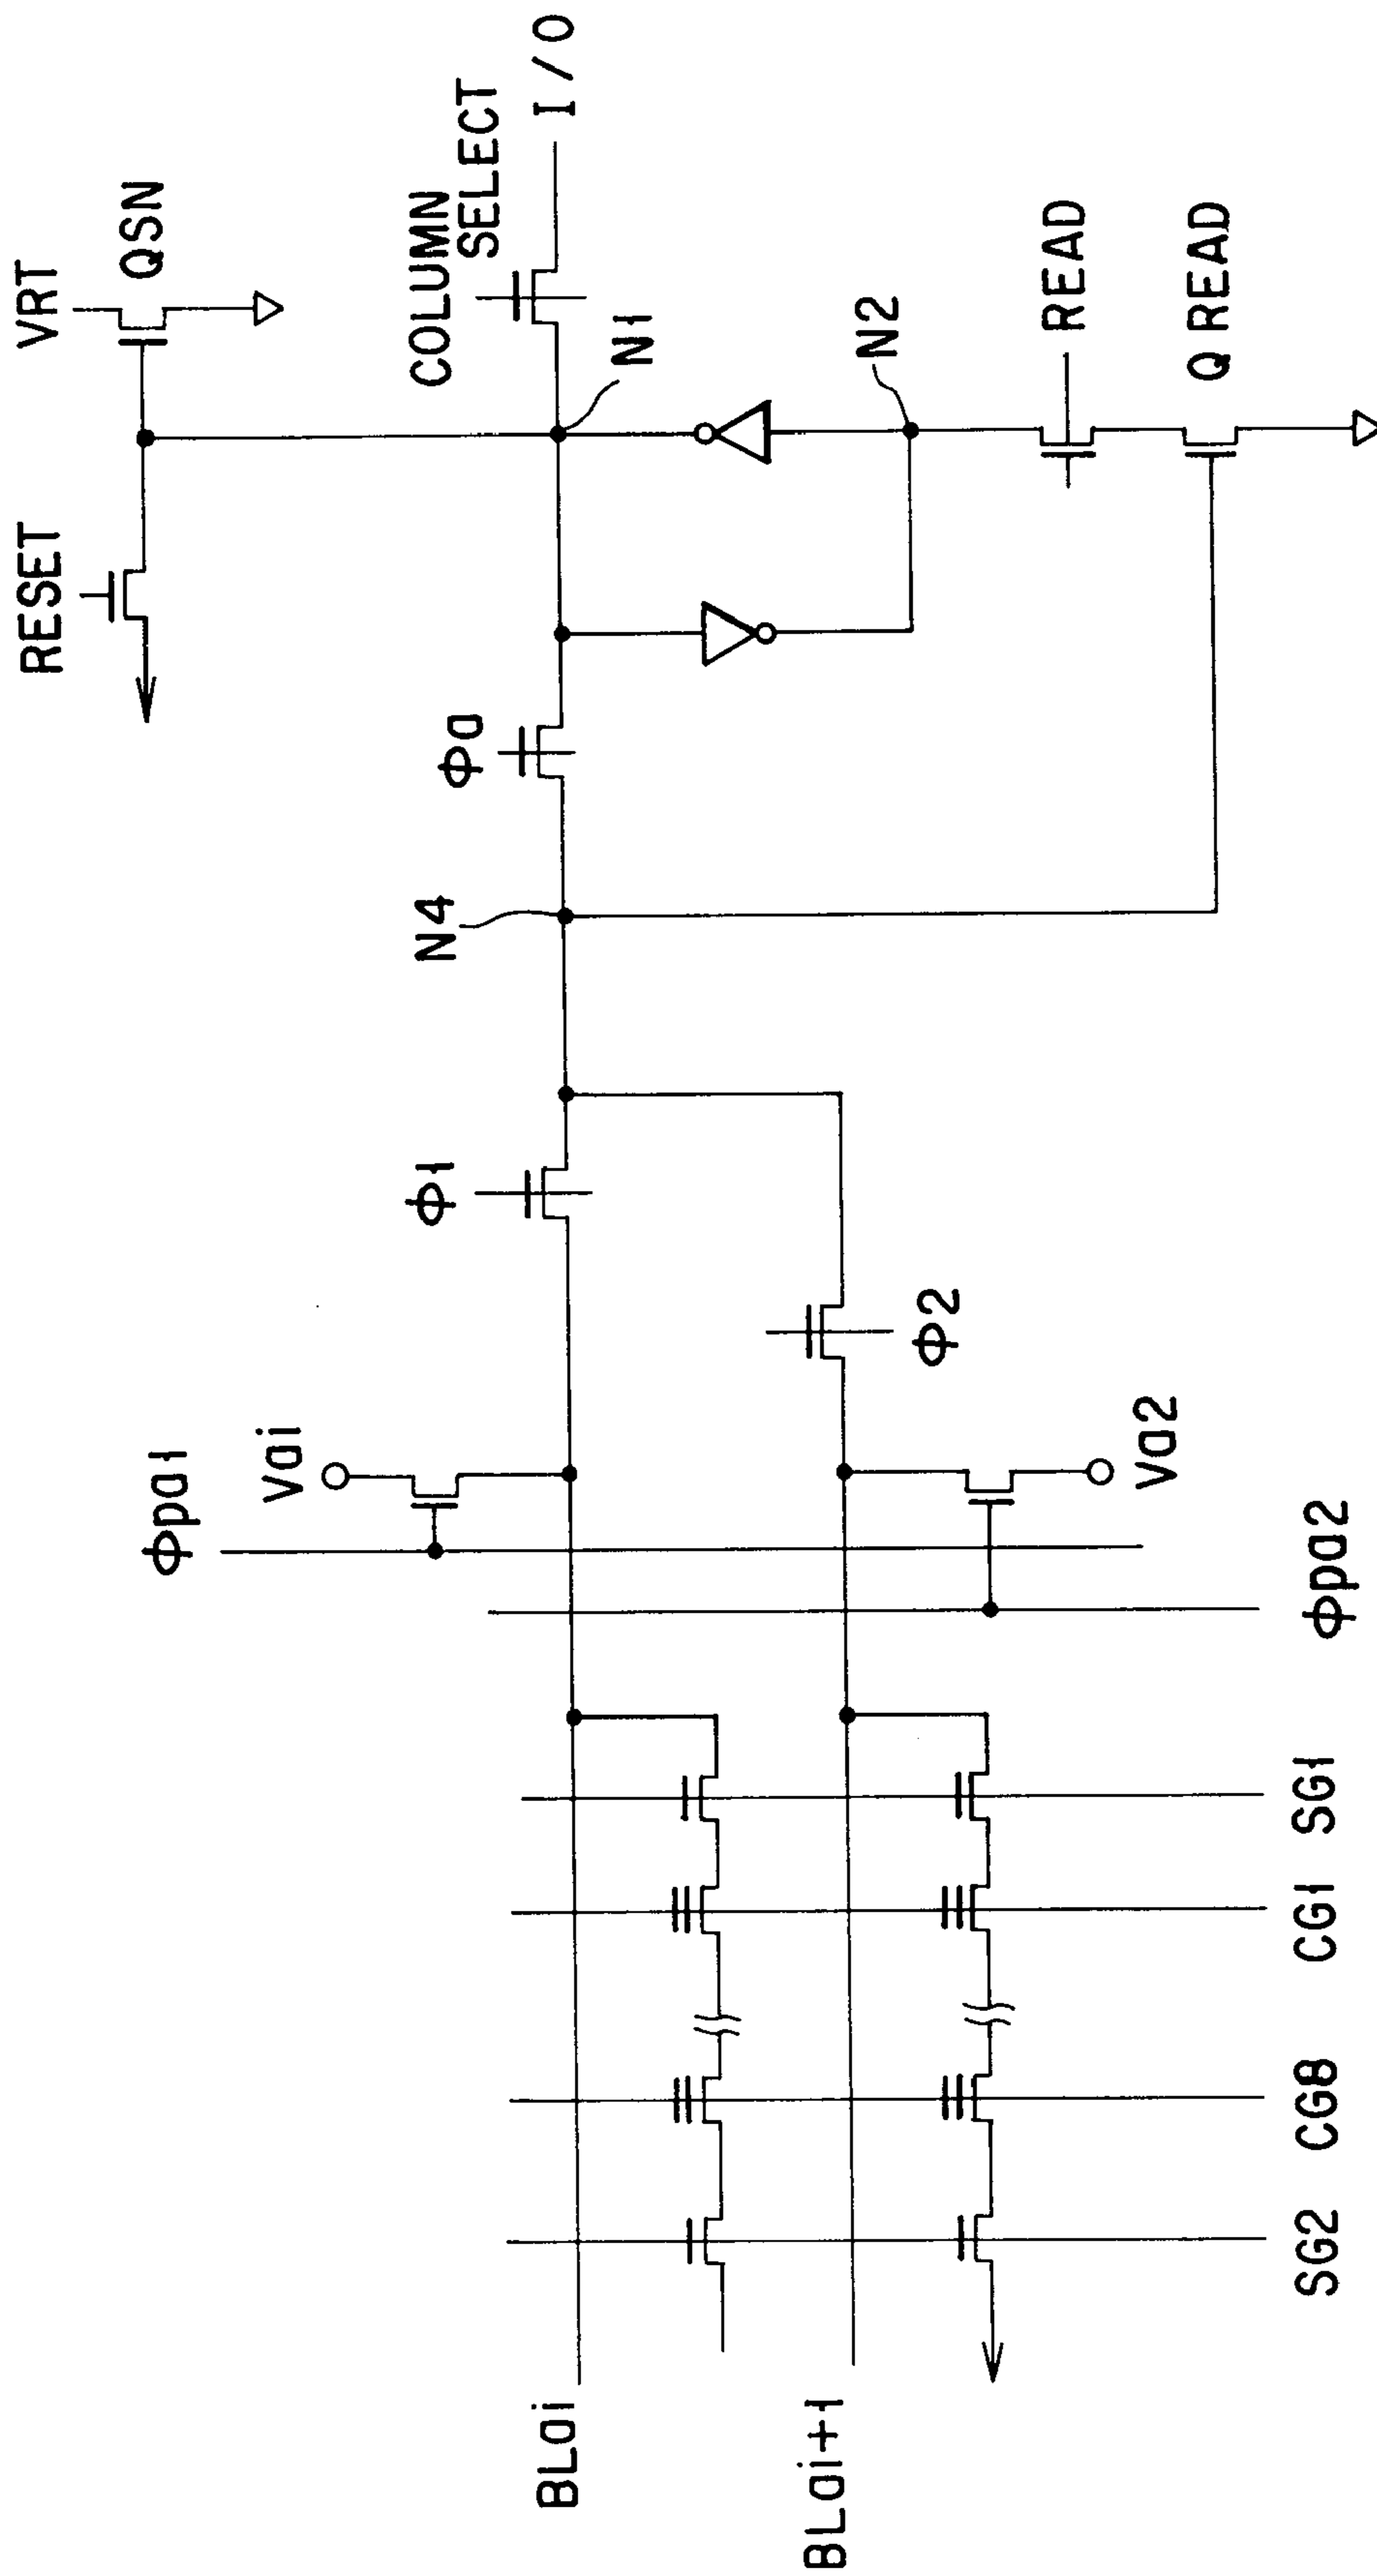 VRT
QSN
RESET
COLUMN
SELECT
I/O
N1
N2
READ
Q READ
Φa
N4
Φ1
Φ2
Φpa1
Va1
Va2
Φpa2
SG1
CG1
CG8
SG2
BLai
BLai+1